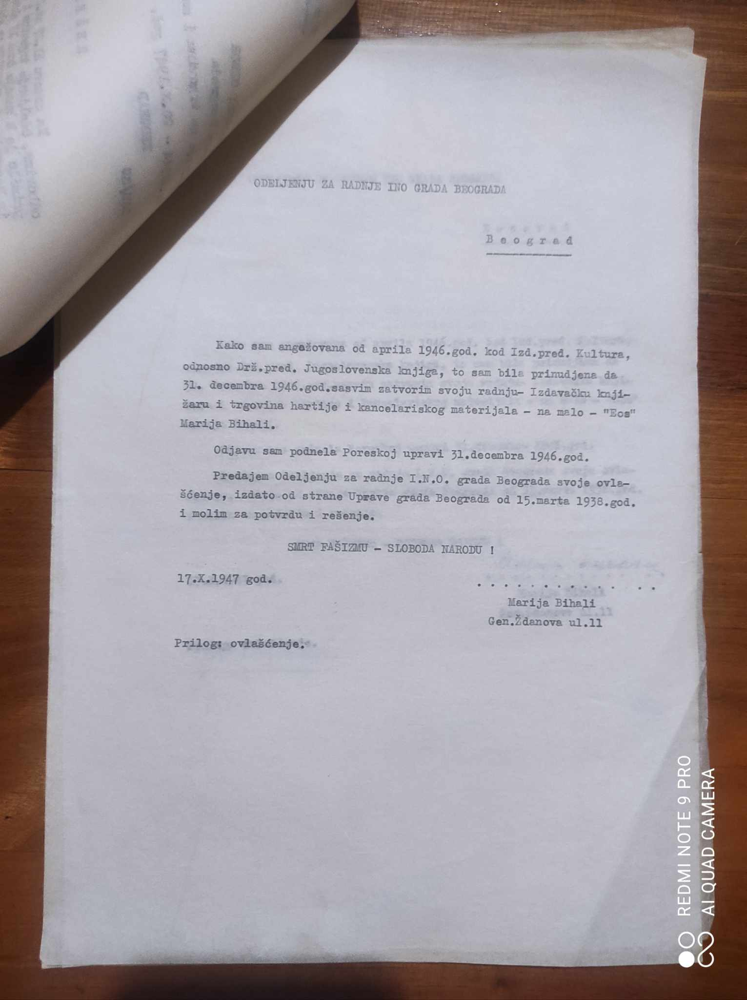 ODELJENJU ZA RADNJE INO GRADA BEOGRADA
B e o g r a d
Kako sam angažovana od aprila 1946.god. kod Izd.pred. Kultura,
odnosno Drž.pred. Jugoslovenska knjiga, to sam bila prinudjena da
31. decembra 1946.god.sasvim zatvorim svoju radnju- Izdavačku knji-
žaru i trgovina hartije i kancelariskog materijala - na malo - "Eos"
Marija Bihali.
Odjavu sam podnela Poreskoj upravi 31.decembra 1946.god.
Predajem Odeljenju za radnje I.N.O. grada Beograda svoje ovla-
šćenje, izdato od strane Uprave grada Beograda od 15.marta 1938.god.
i molim za potvrdu i rešenje.
SMRT FAŠIZMU - SLOBODA NARODU !
17.X.1947 god.
. . . . . . . . . . . . .
Marija Bihali
Gen.Ždanova ul.11
Prilog: ovlašćenje.
REDMI NOTE 9 PRO
AI QUAD CAMERA